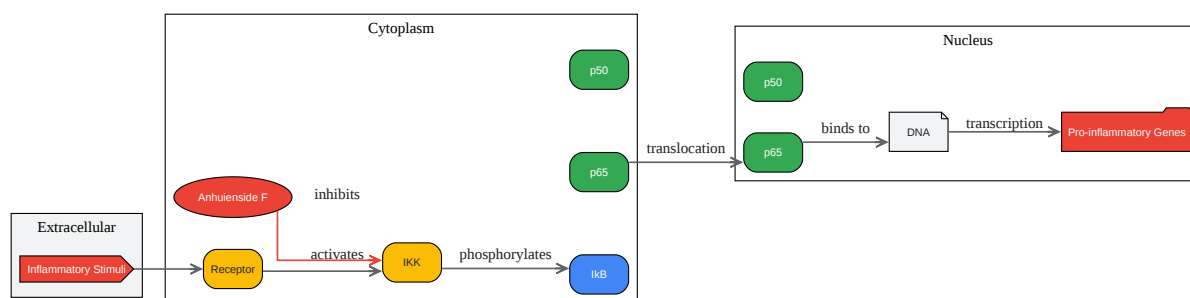 Cytoplasm
Nucleus
p50
p50
p65
translocation
p65
binds to
DNA
transcription
Pro-inflammatory Genes
Anhuienside F
inhibits
Extracellular
Inflammatory Stimuli
Receptor
activates
IKK
phosphorylates
IkB